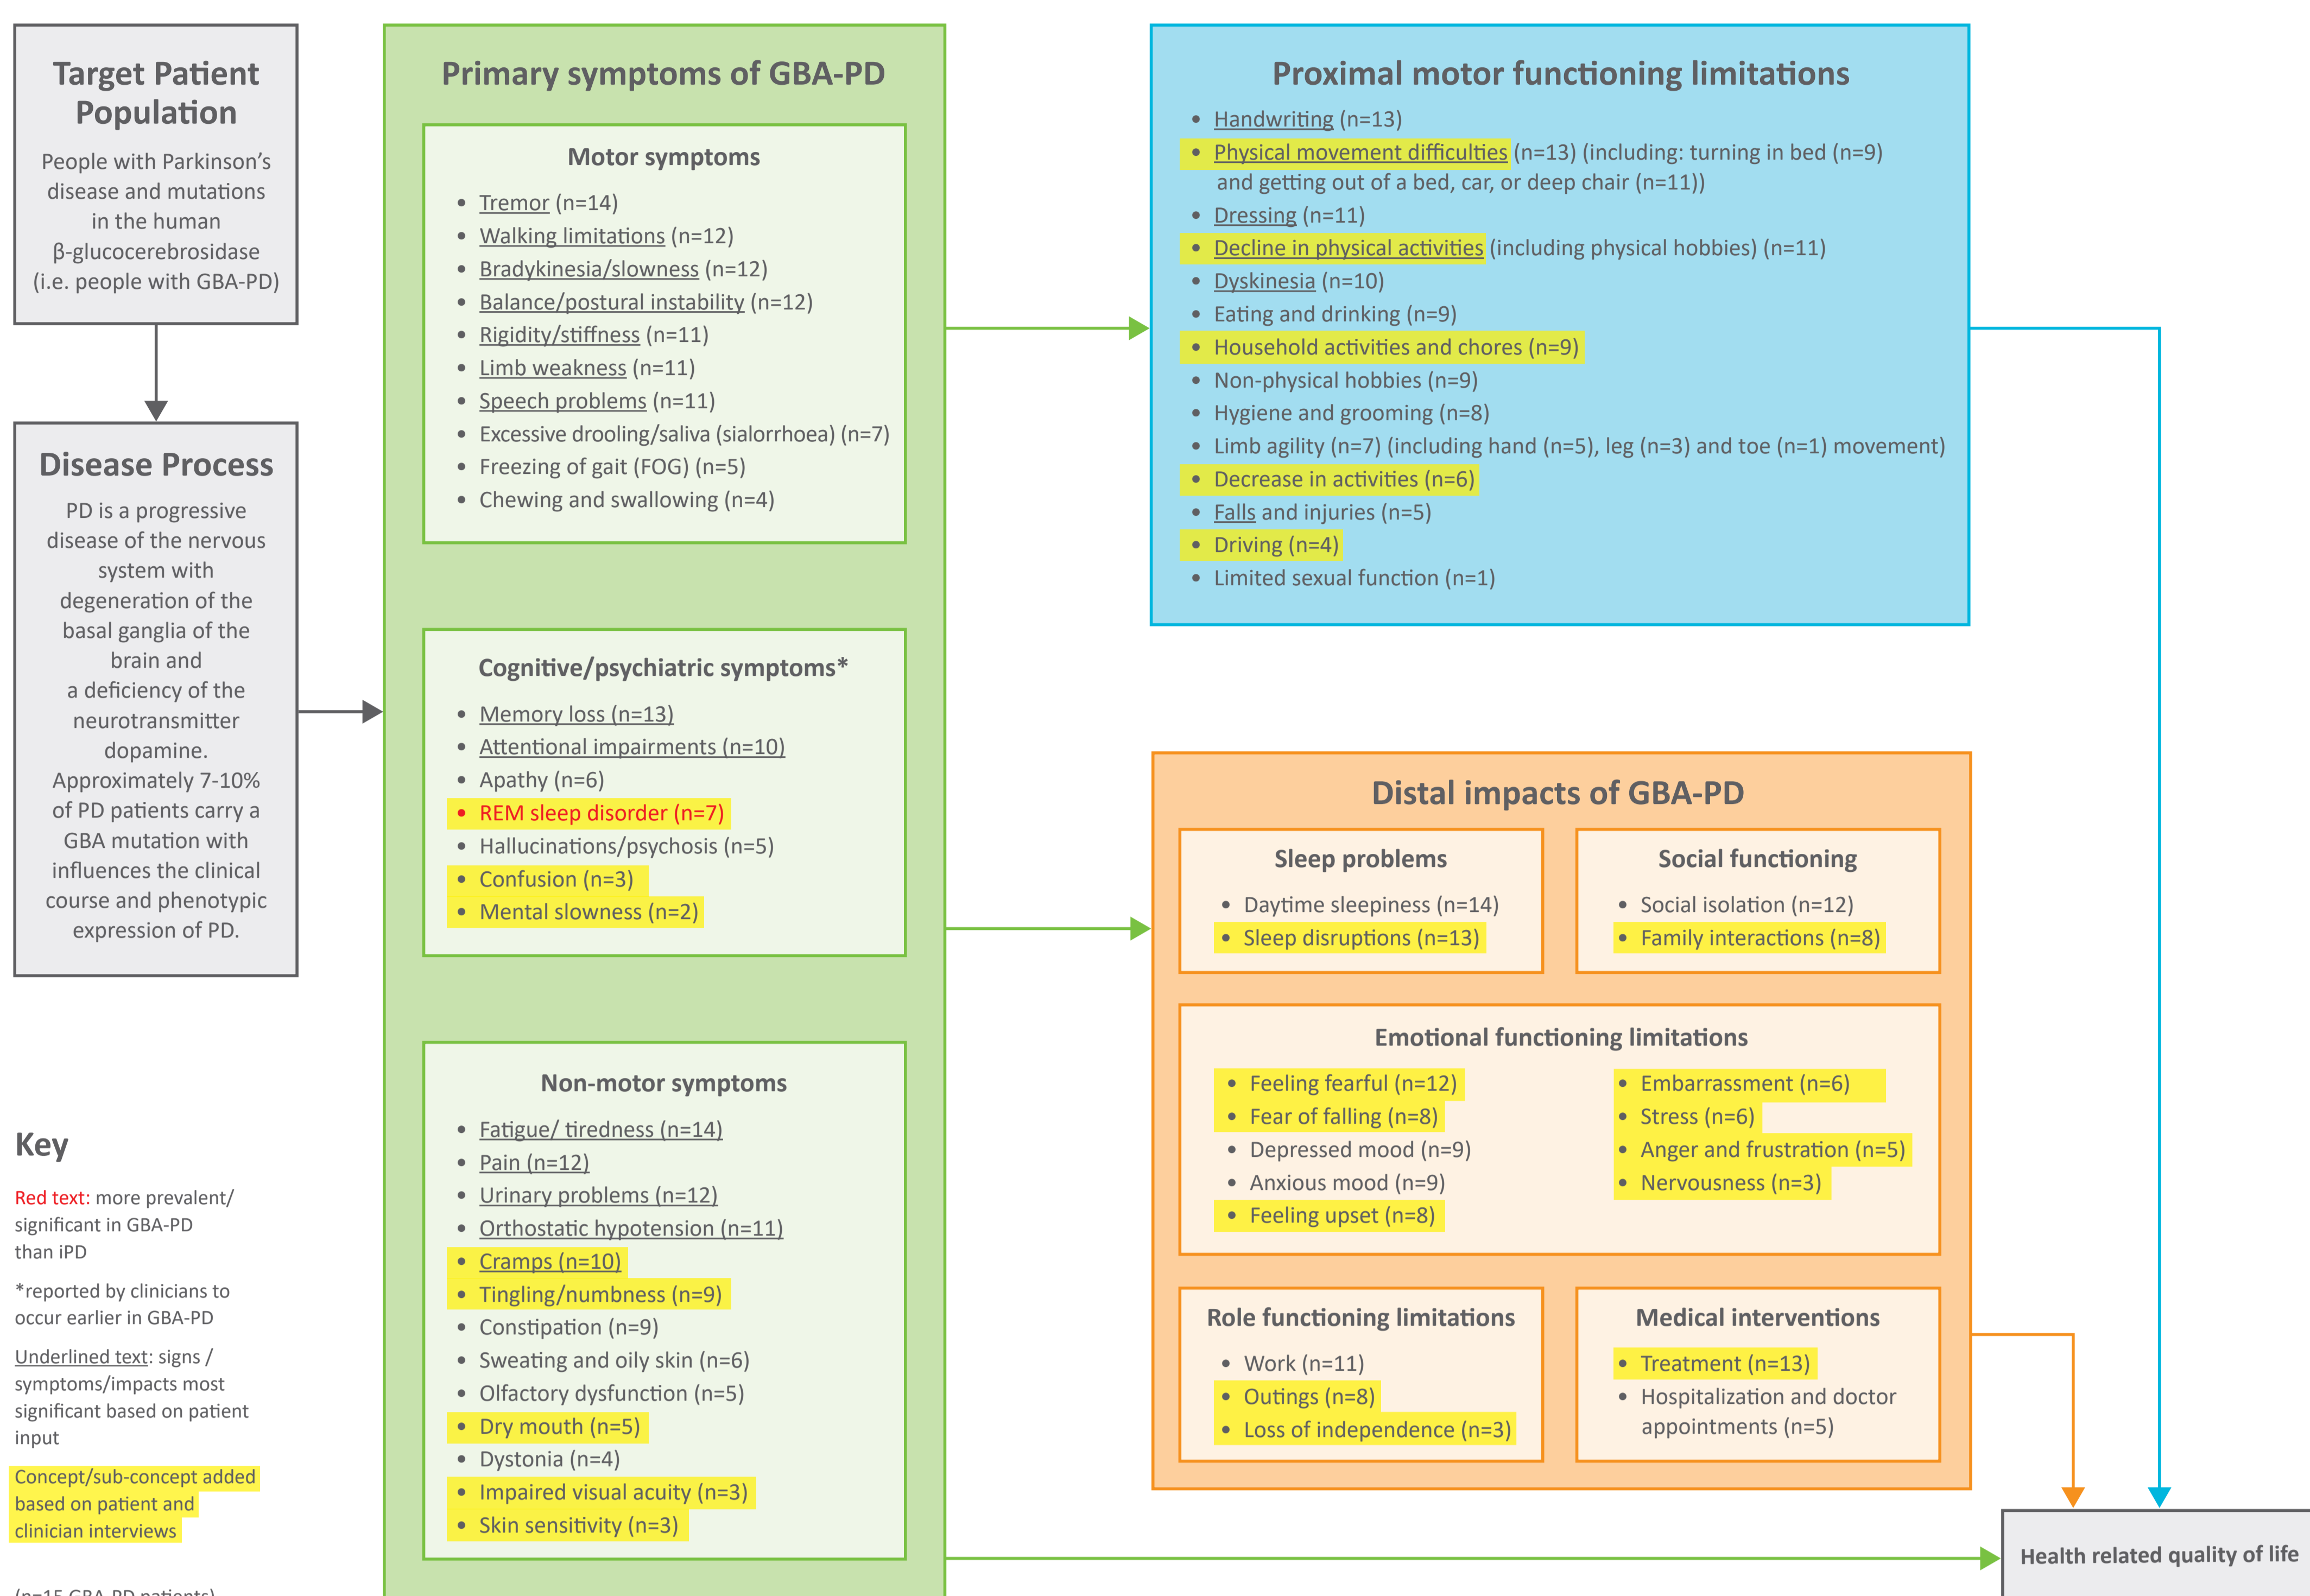 Target Patient
Population
People with Parkinson's
disease and mutations
in the human
β-glucocerebrosidase
(i.e. people with GBA-PD)
Disease Process
PD is a progressive
disease of the nervous
system with
degeneration of the
basal ganglia of the
brain and
a deficiency of the
neurotransmitter
dopamine.
Approximately 7-10%
of PD patients carry a
GBA mutation with
influences the clinical
course and phenotypic
expression of PD.
Key
Red text: more prevalent/
significant in GBA-PD
than iPD
*reported by clinicians to
occur earlier in GBA-PD
Underlined text: signs /
symptoms/impacts most
significant based on patient
input
Concept/sub-concept added
based on patient and
clinician interviews
(n=15 GBA-PD patients)
Primary symptoms of GBA-PD
Motor symptoms
• Tremor (n=14)
• Walking limitations (n=12)
• Bradykinesia/slowness (n=12)
• Balance/postural instability (n=12)
• Rigidity/stiffness (n=11)
• Limb weakness (n=11)
• Speech problems (n=11)
• Excessive drooling/saliva (sialorrhoea) (n=7)
• Freezing of gait (FOG) (n=5)
• Chewing and swallowing (n=4)
Cognitive/psychiatric symptoms*
• Memory loss (n=13)
• Attentional impairments (n=10)
• Apathy (n=6)
• REM sleep disorder (n=7)
• Hallucinations/psychosis (n=5)
• Confusion (n=3)
• Mental slowness (n=2)
Non-motor symptoms
• Fatigue/ tiredness (n=14)
• Pain (n=12)
• Urinary problems (n=12)
• Orthostatic hypotension (n=11)
• Cramps (n=10)
• Tingling/numbness (n=9)
• Constipation (n=9)
• Sweating and oily skin (n=6)
• Olfactory dysfunction (n=5)
• Dry mouth (n=5)
• Dystonia (n=4)
• Impaired visual acuity (n=3)
• Skin sensitivity (n=3)
Proximal motor functioning limitations
• Handwriting (n=13)
• Physical movement difficulties (n=13) (including: turning in bed (n=9)
and getting out of a bed, car, or deep chair (n=11))
• Dressing (n=11)
• Decline in physical activities (including physical hobbies) (n=11)
• Dyskinesia (n=10)
• Eating and drinking (n=9)
• Household activities and chores (n=9)
• Non-physical hobbies (n=9)
• Hygiene and grooming (n=8)
• Limb agility (n=7) (including hand (n=5), leg (n=3) and toe (n=1) movement)
• Decrease in activities (n=6)
• Falls and injuries (n=5)
• Driving (n=4)
• Limited sexual function (n=1)
Distal impacts of GBA-PD
Sleep problems
• Daytime sleepiness (n=14)
• Sleep disruptions (n=13)
Social functioning
• Social isolation (n=12)
• Family interactions (n=8)
Emotional functioning limitations
• Feeling fearful (n=12)
• Fear of falling (n=8)
• Depressed mood (n=9)
• Anxious mood (n=9)
• Feeling upset (n=8)
• Embarrassment (n=6)
• Stress (n=6)
• Anger and frustration (n=5)
• Nervousness (n=3)
Role functioning limitations
• Work (n=11)
• Outings (n=8)
• Loss of independence (n=3)
Medical interventions
• Treatment (n=13)
• Hospitalization and doctor
appointments (n=5)
Health related quality of life